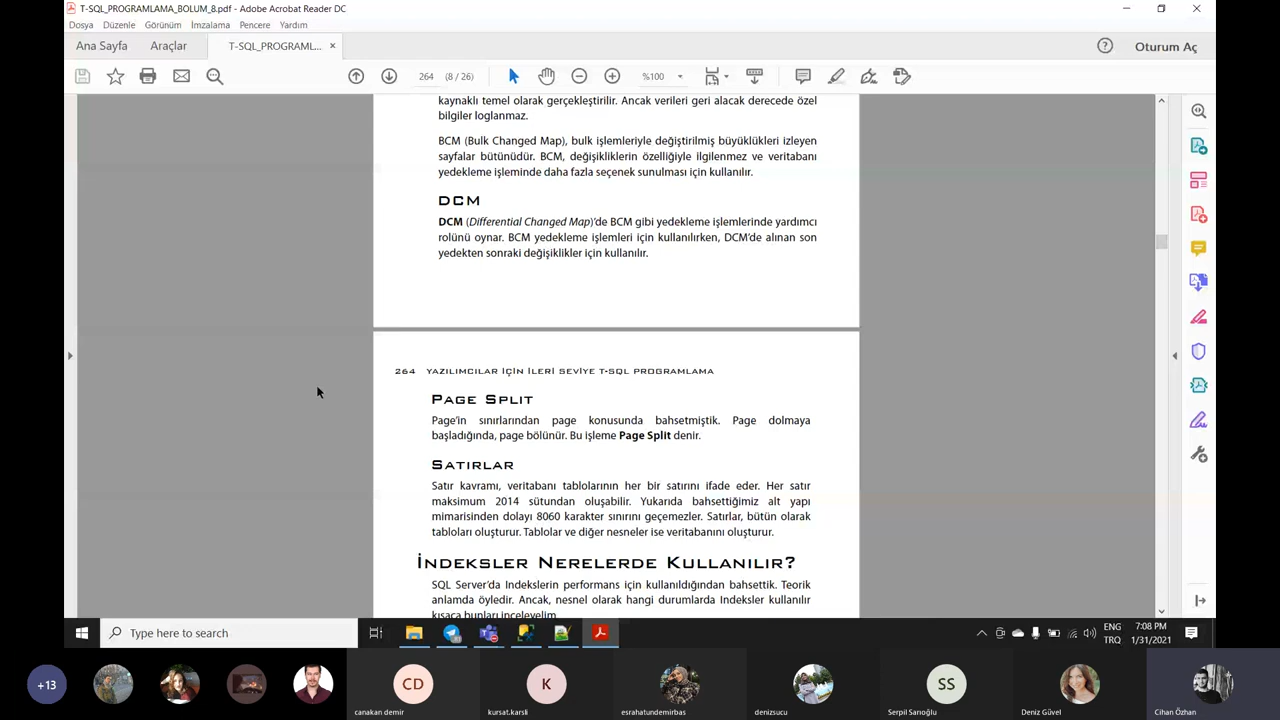 T-SQL_PROGRAMLAMA_BOLUM_8.pdf - Adobe Acrobat Reader DC
Dosya Düzenle Görünüm İmzalama Pencere Yardım
Ana Sayfa Araçlar T-SQL_PROGRAML... × Oturum Aç
264 (8 / 26) %100
kaynaklı temel olarak gerçekleştirilir. Ancak verileri geri alacak derecede özel
bilgiler loglanmaz.
BCM (Bulk Changed Map), bulk işlemleriyle değiştirilmiş büyüklükleri izleyen
sayfalar bütünüdür. BCM, değişikliklerin özelliğiyle ilgilenmez ve veritabanı
yedekleme işleminde daha fazla seçenek sunulması için kullanılır.
DCM
DCM (Differential Changed Map)'de BCM gibi yedekleme işlemlerinde yardımcı
rolünü oynar. BCM yedekleme işlemleri için kullanılırken, DCM'de alınan son
yedekten sonraki değişiklikler için kullanılır.
264 YAZILIMCILAR İÇİN İLERİ SEVİYE T-SQL PROGRAMLAMA
PAGE SPLIT
Page'in sınırlarından page konusunda bahsetmiştik. Page dolmaya
başladığında, page bölünür. Bu işleme Page Split denir.
SATIRLAR
Satır kavramı, veritabanı tablolarının her bir satırını ifade eder. Her satır
maksimum 2014 sütundan oluşabilir. Yukarıda bahsettiğimiz alt yapı
mimarisinden dolayı 8060 karakter sınırını geçemezler. Satırlar, bütün olarak
tabloları oluşturur. Tablolar ve diğer nesneler ise veritabanını oluşturur.
İNDEKSLER NERELERDE KULLANILIR?
SQL Server'da Indekslerin performans için kullanıldığından bahsettik. Teorik
anlamda öyledir. Ancak, nesnel olarak hangi durumlarda Indeksler kullanılır
kısaca bunları inceleyelim
Type here to search
ENG 7:08 PM
TRQ 1/31/2021
+13 CD K SS
canakan demir kursat.karsli esrahatundemirbas denizsucu Serpil Sarıoğlu Deniz Güvel Cihan Özhan